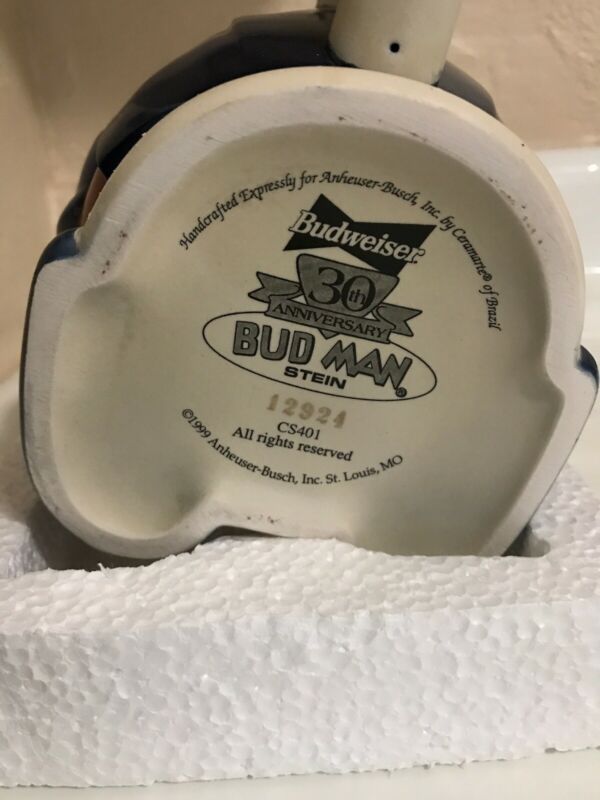 Handcrafted Expressly for Anheuser-Busch, Inc. by Ceramarte® of Brazil
Budweiser
30th
ANNIVERSARY
BUD MAN®
STEIN
12924
CS401
All rights reserved
©1999 Anheuser-Busch, Inc. St. Louis, MO